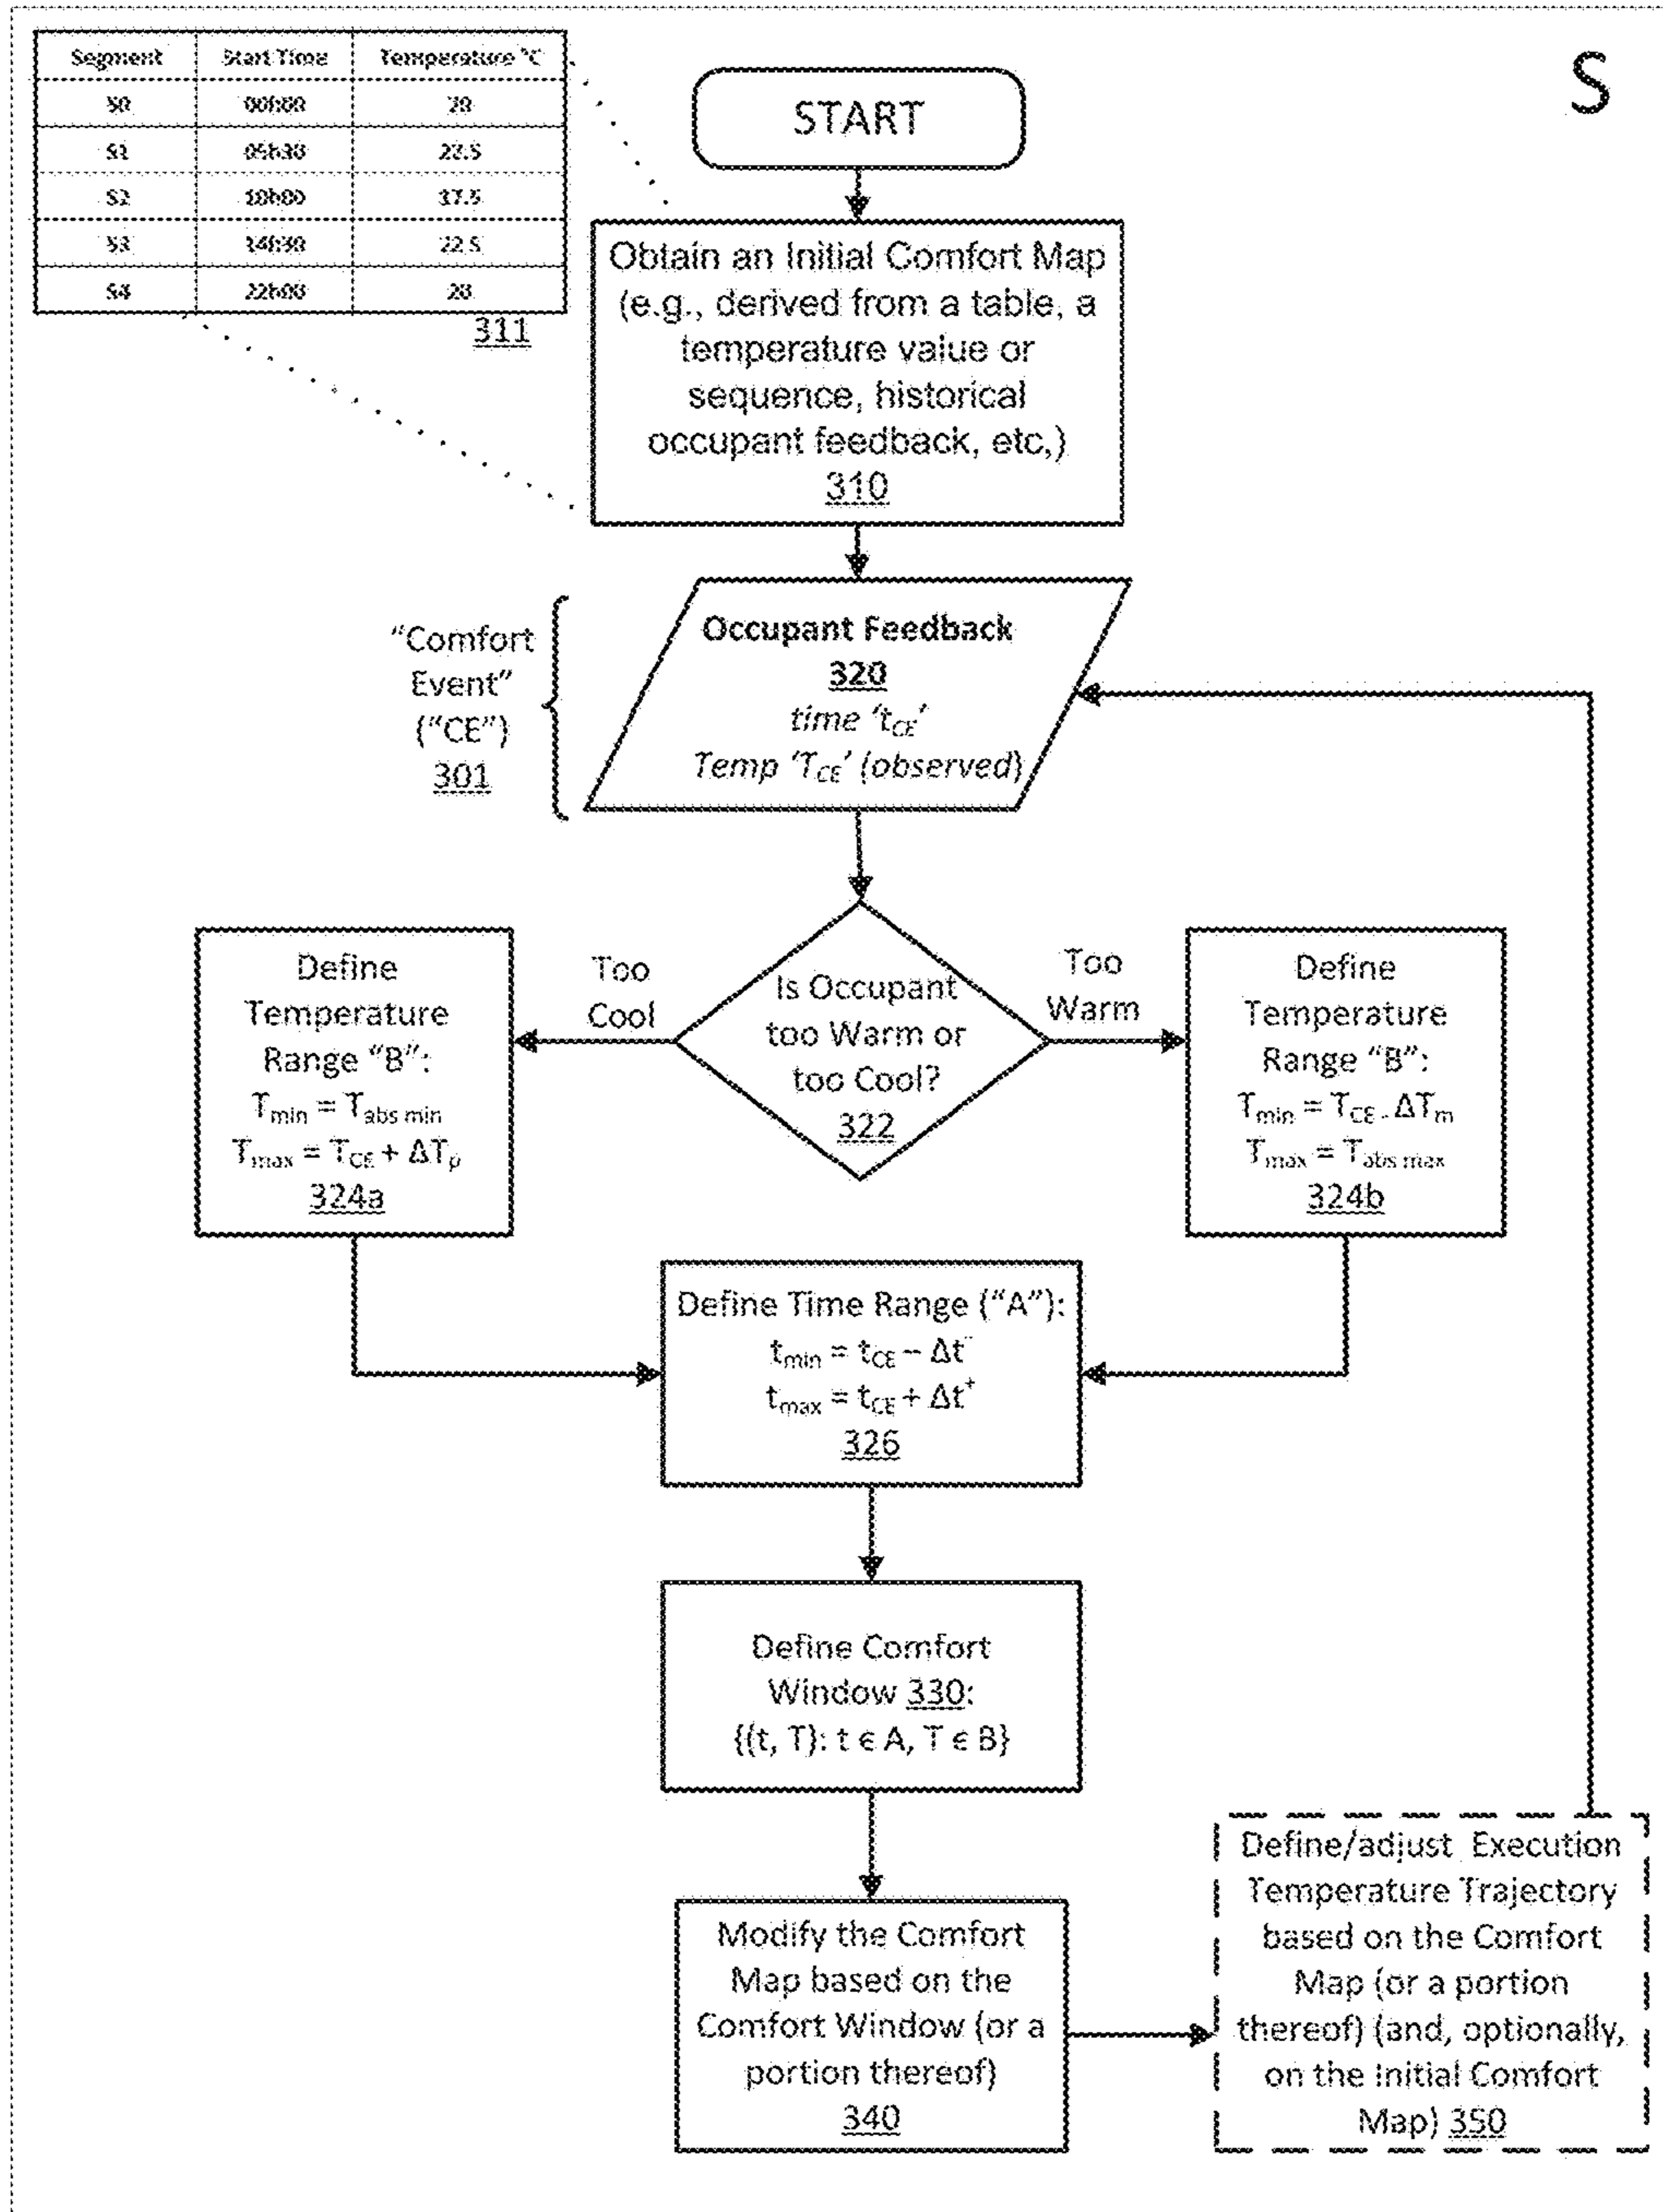 Segment Start Time Temperature °C
S0 00h00 20
S1 05h30 22.5
S2 10h00 17.5
S3 14h30 22.5
S4 22h00 20
311
S
START
Obtain an Initial Comfort Map
(e.g., derived from a table, a
temperature value or
sequence, historical
occupant feedback, etc,)
310
"Comfort
Event"
("CE")
301
Occupant Feedback
320
time 't_CE'
Temp 'T_CE' (observed)
Is Occupant
too Warm or
too Cool?
322
Too
Cool
Too
Warm
Define
Temperature
Range "B":
T_min = T_abs min
T_max = T_CE + ΔT_p
324a
Define
Temperature
Range "B":
T_min = T_CE - ΔT_m
T_max = T_abs max
324b
Define Time Range ("A"):
t_min = t_CE – Δt⁻
t_max = t_CE + Δt⁺
326
Define Comfort
Window 330:
{(t, T): t ∈ A, T ∈ B}
Modify the Comfort
Map based on the
Comfort Window (or a
portion thereof)
340
Define/adjust Execution
Temperature Trajectory
based on the Comfort
Map (or a portion
thereof) (and, optionally,
on the Initial Comfort
Map) 350